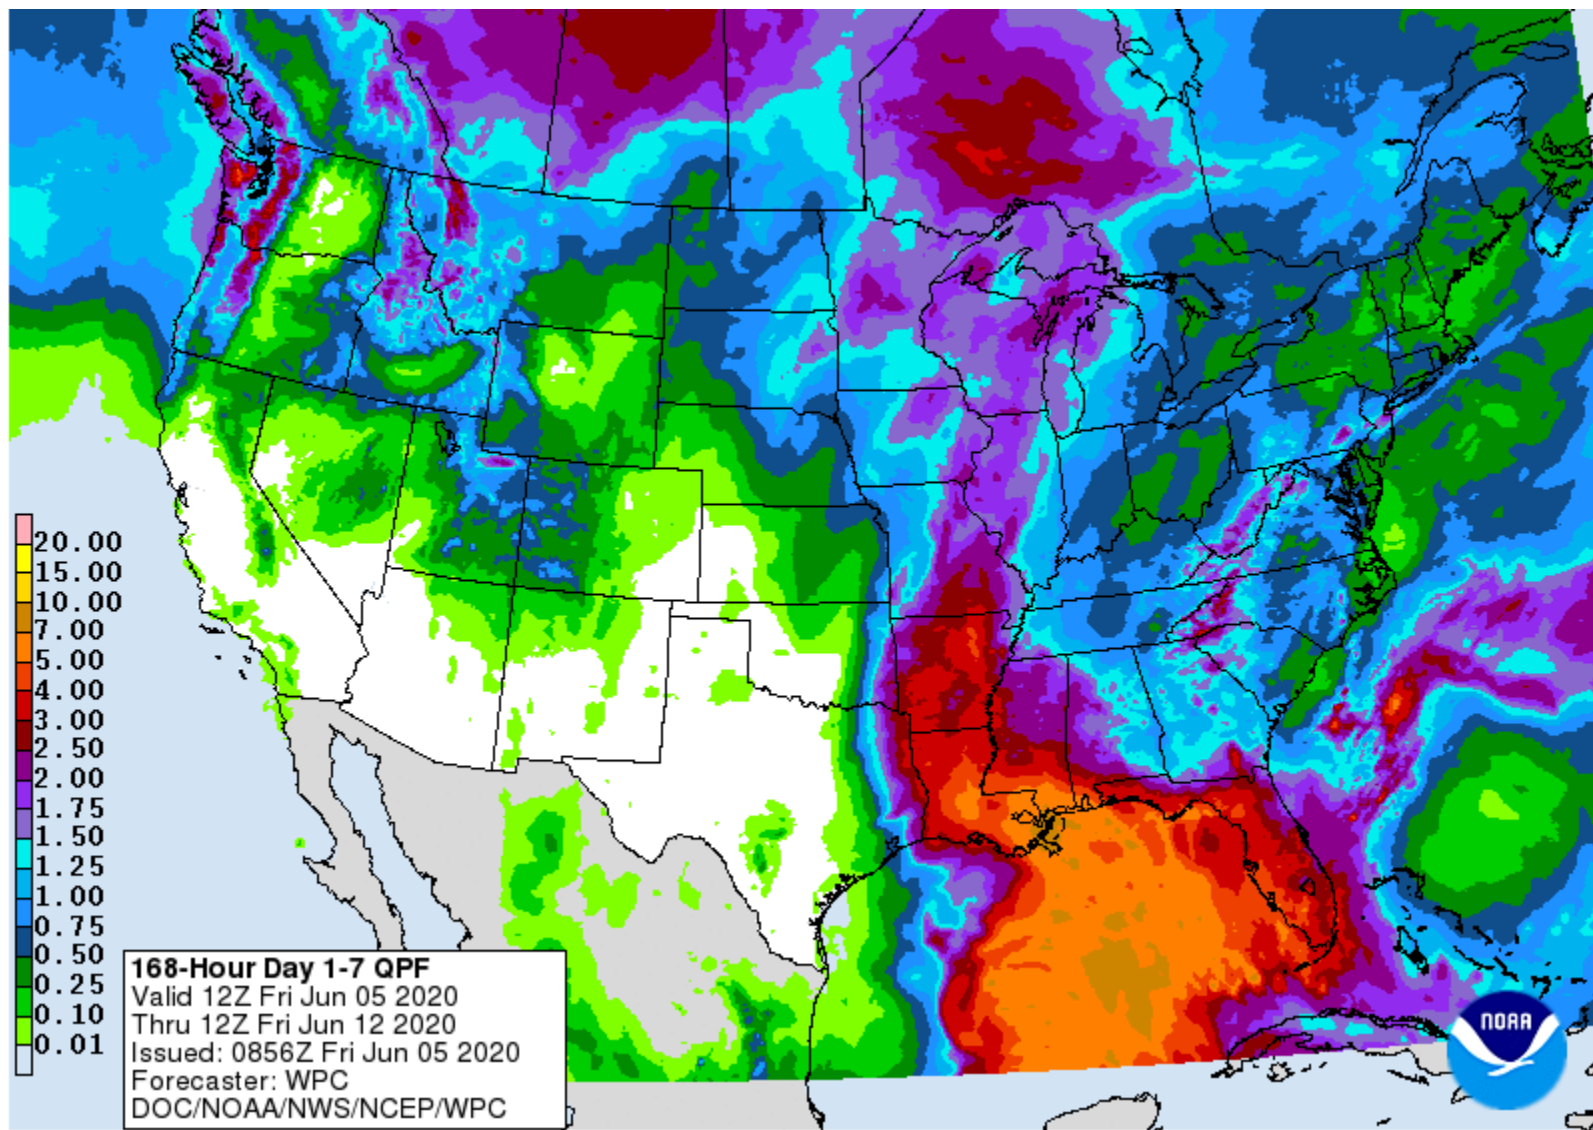 20.00
15.00
10.00
7.00
5.00
4.00
3.00
2.50
2.00
1.75
1.50
1.25
1.00
0.75
0.50
0.25
0.10
0.01
168-Hour Day 1-7 QPF
Valid 12Z Fri Jun 05 2020
Thru 12Z Fri Jun 12 2020
Issued: 0856Z Fri Jun 05 2020
Forecaster: WPC
DOC/NOAA/NWS/NCEP/WPC
NOAA